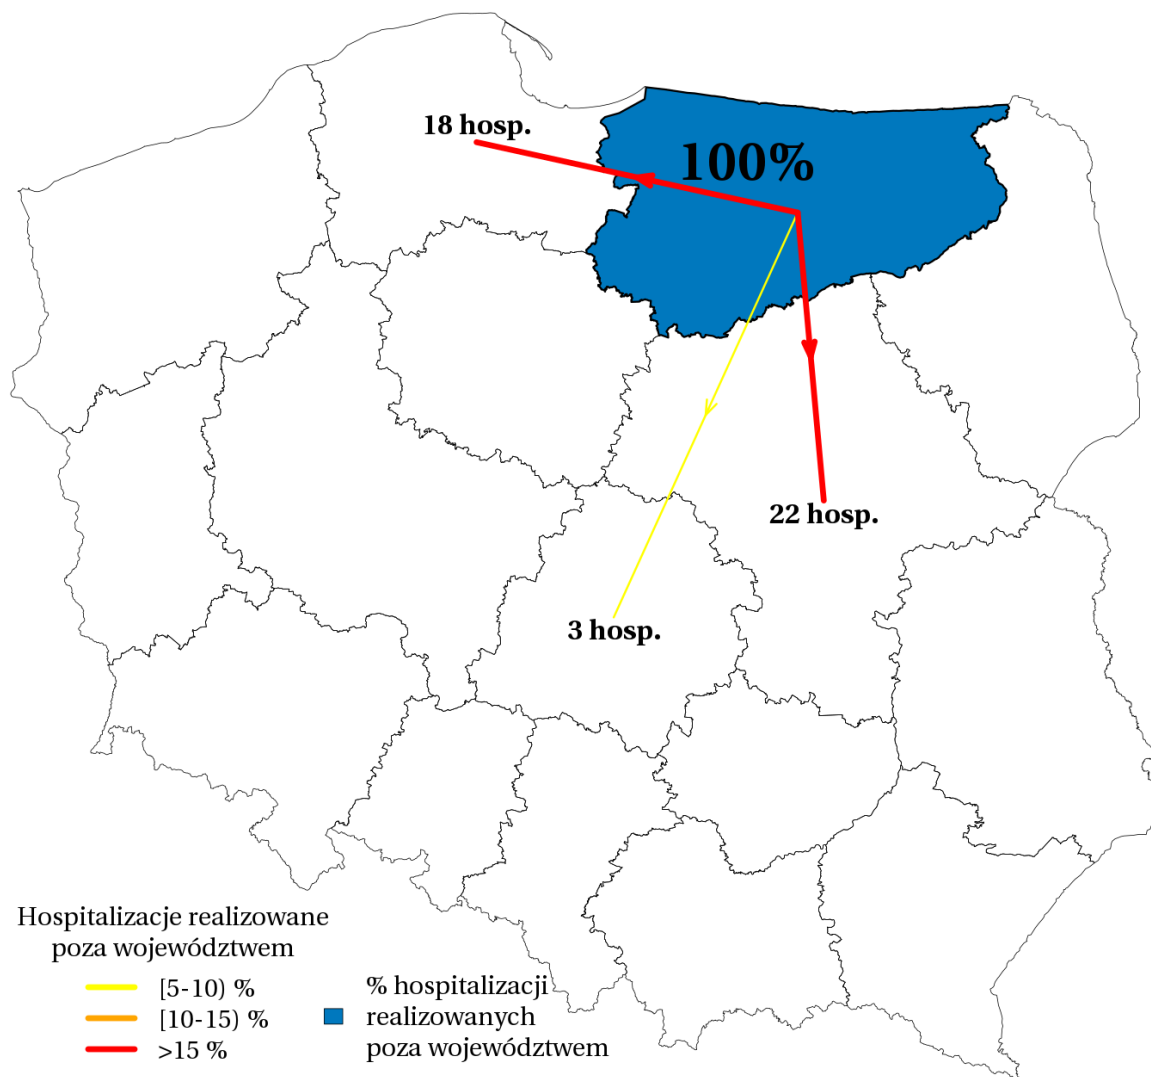 18 hosp.
100%
22 hosp.
3 hosp.
Hospitalizacje realizowane
poza województwem
[5-10) %
[10-15) %
>15 %
% hospitalizacji
realizowanych
poza województwem